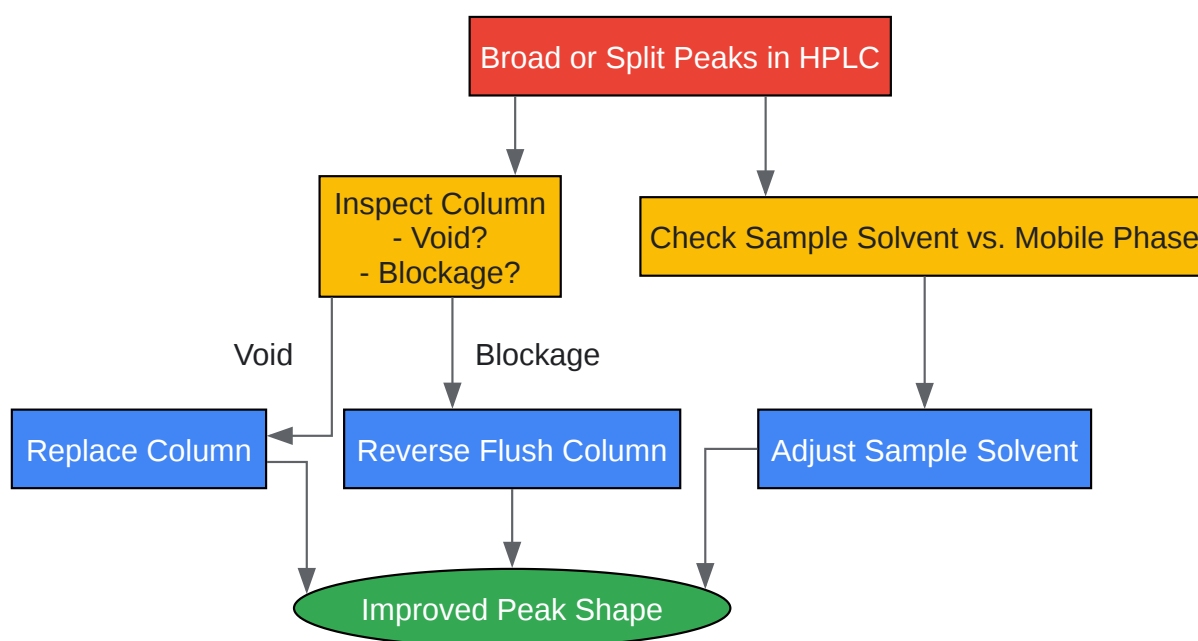 Broad or Split Peaks in HPLC
Inspect Column
- Void?
- Blockage?
Check Sample Solvent vs. Mobile Phase
Void
Blockage
Replace Column
Reverse Flush Column
Adjust Sample Solvent
Improved Peak Shape